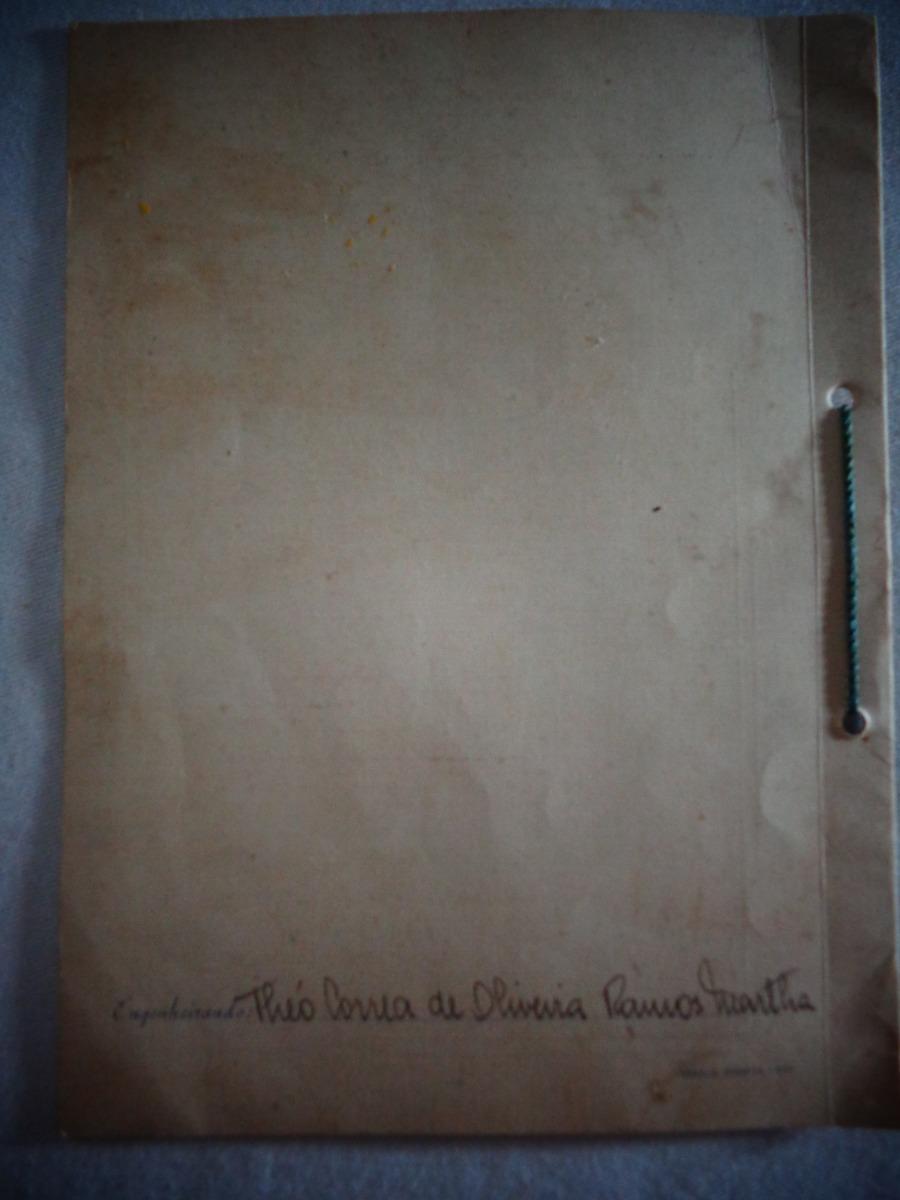 Engenheirando: Théo Correa de Oliveira Ramos Martha